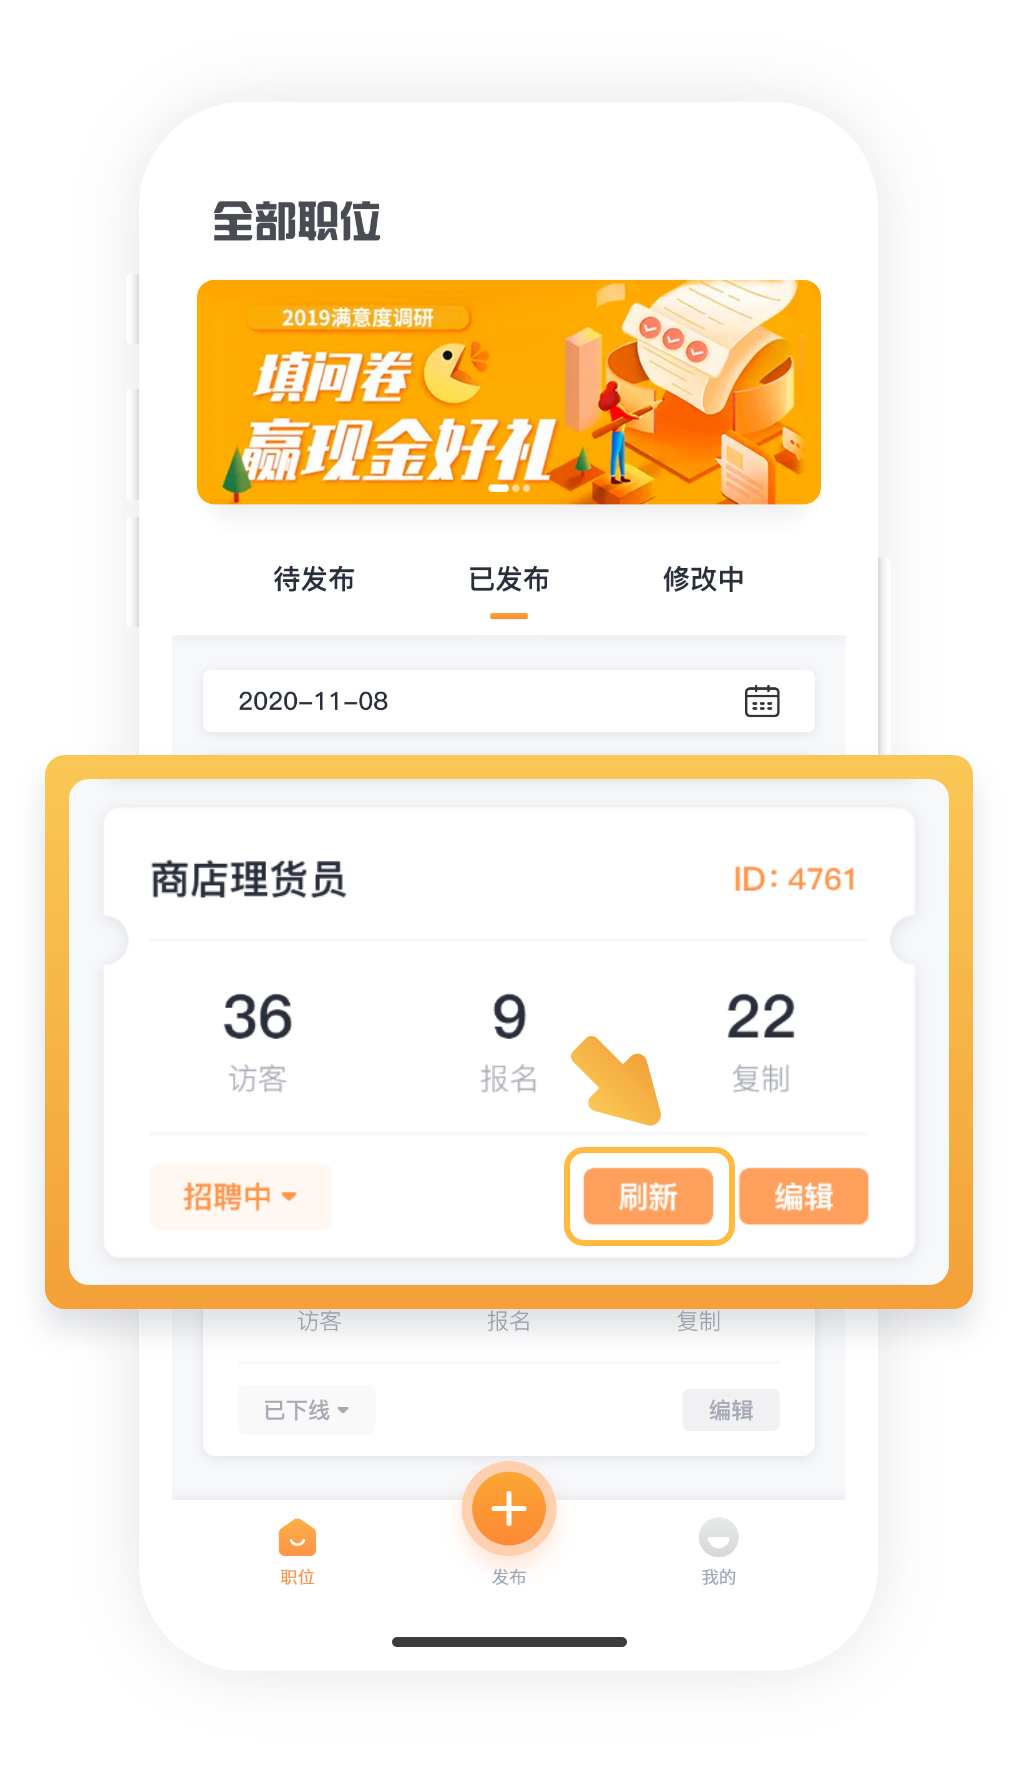 全部职位
2019满意度调研
填问卷
赢现金好礼
待发布 已发布 修改中
2020-11-08
商店理货员 ID: 4761
36 9 22
访客 报名 复制
招聘中 刷新 编辑
访客 报名 复制
已下线 编辑
职位 发布 我的